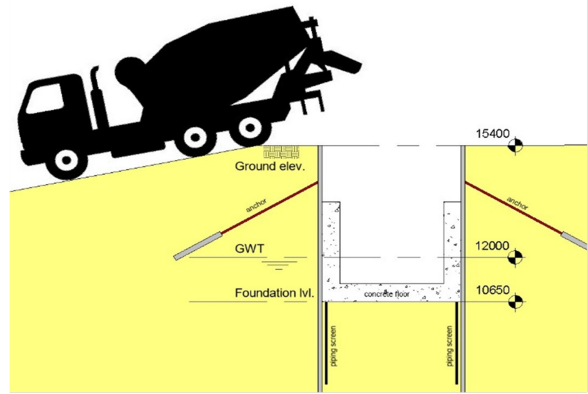 15400
Ground elev.
anchor
anchor
GWT
12000
Foundation lvl.
concrete floor
10650
piping screen
piping screen